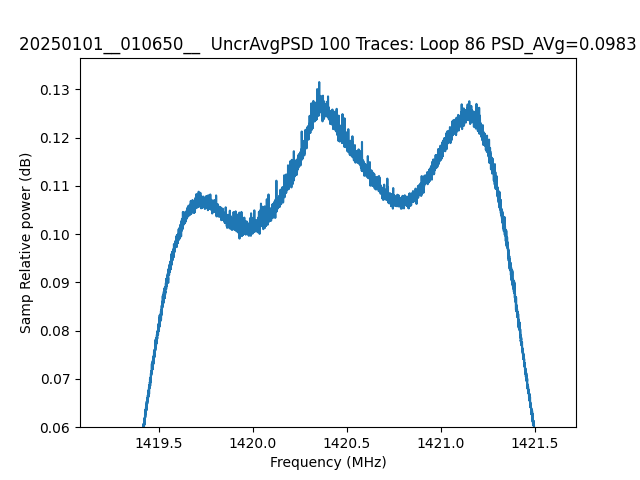 20250101__010650__  UncrAvgPSD 100 Traces: Loop 86 PSD_AVg=0.0983
0.13
0.12
0.11
0.10
0.09
0.08
0.07
0.06
Samp Relative power (dB)
1419.5 1420.0 1420.5 1421.0 1421.5
Frequency (MHz)